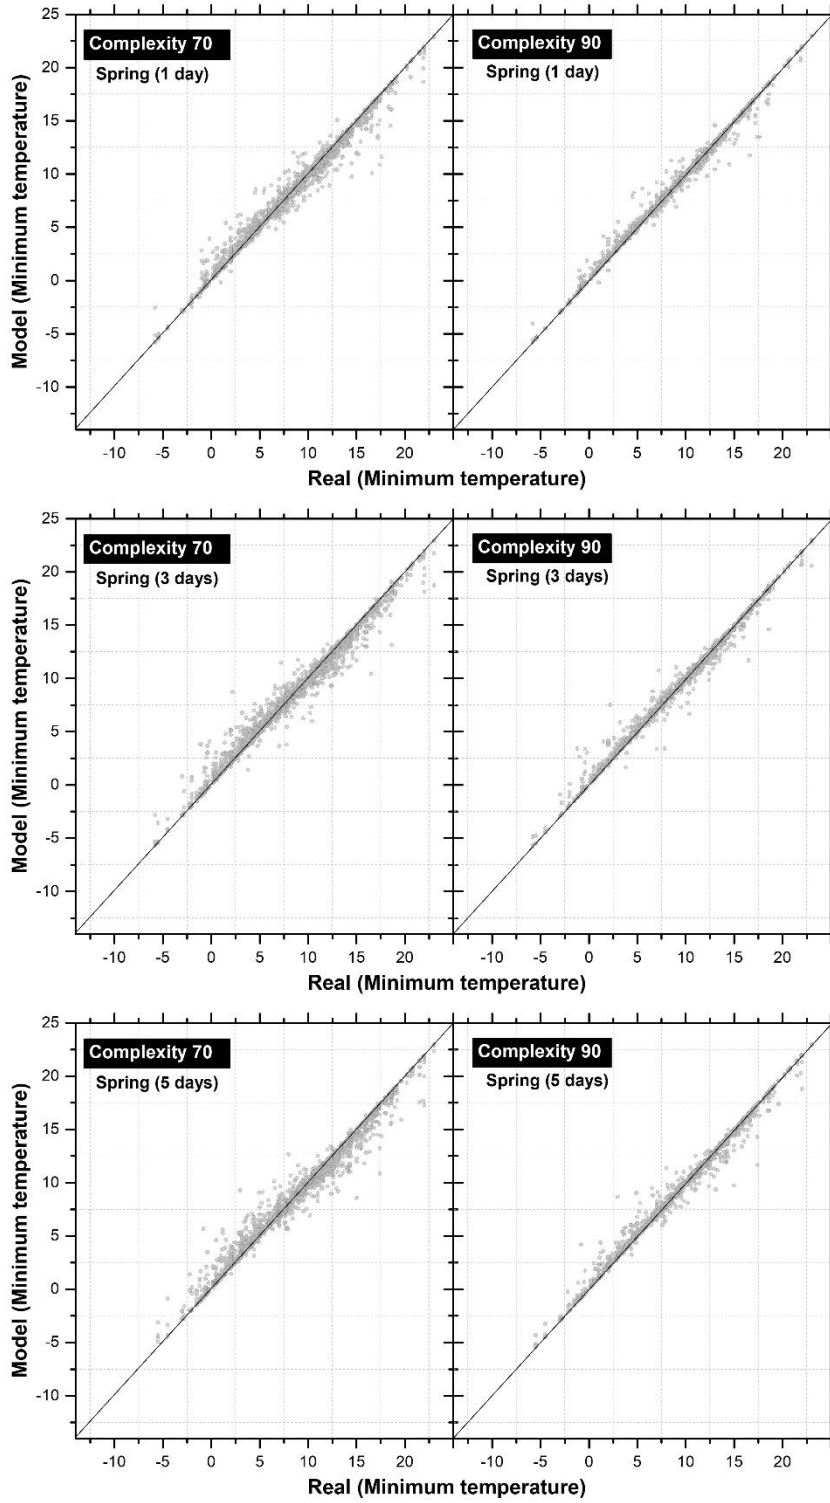 25
20
15
10
5
0
-5
-10
Model (Minimum temperature)
Complexity 70
Spring (1 day)
Complexity 90
Spring (1 day)
-10 -5 0 5 10 15 20 -10 -5 0 5 10 15 20
Real (Minimum temperature)
25
20
15
10
5
0
-5
-10
Model (Minimum temperature)
Complexity 70
Spring (3 days)
Complexity 90
Spring (3 days)
-10 -5 0 5 10 15 20 -10 -5 0 5 10 15 20
Real (Minimum temperature)
25
20
15
10
5
0
-5
-10
Model (Minimum temperature)
Complexity 70
Spring (5 days)
Complexity 90
Spring (5 days)
-10 -5 0 5 10 15 20 -10 -5 0 5 10 15 20
Real (Minimum temperature)